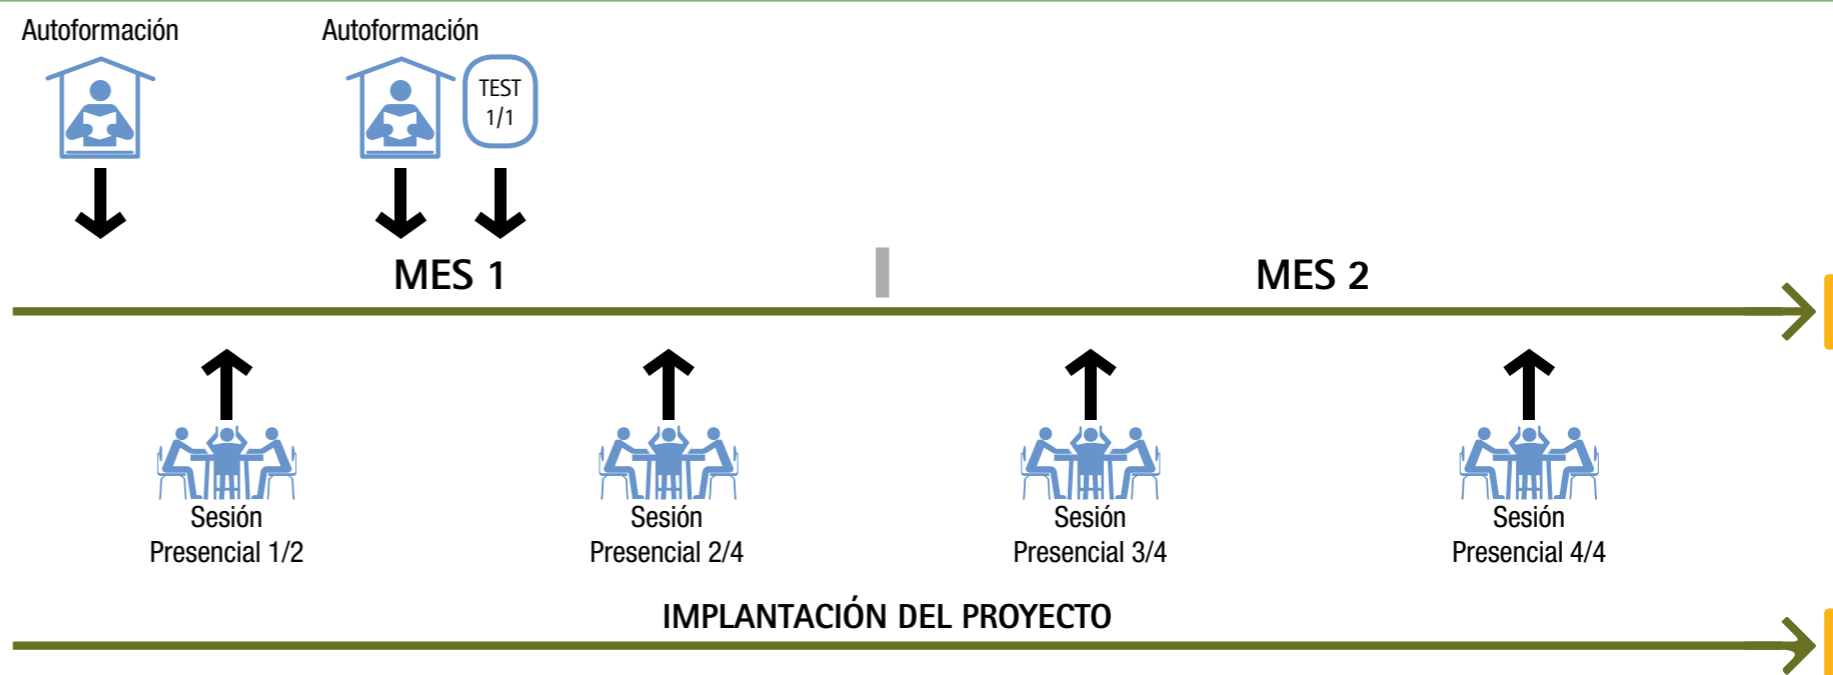 Autoformación
Autoformación
TEST
1/1
MES 1
MES 2
Sesión
Presencial 1/2
Sesión
Presencial 2/4
Sesión
Presencial 3/4
Sesión
Presencial 4/4
IMPLANTACIÓN DEL PROYECTO